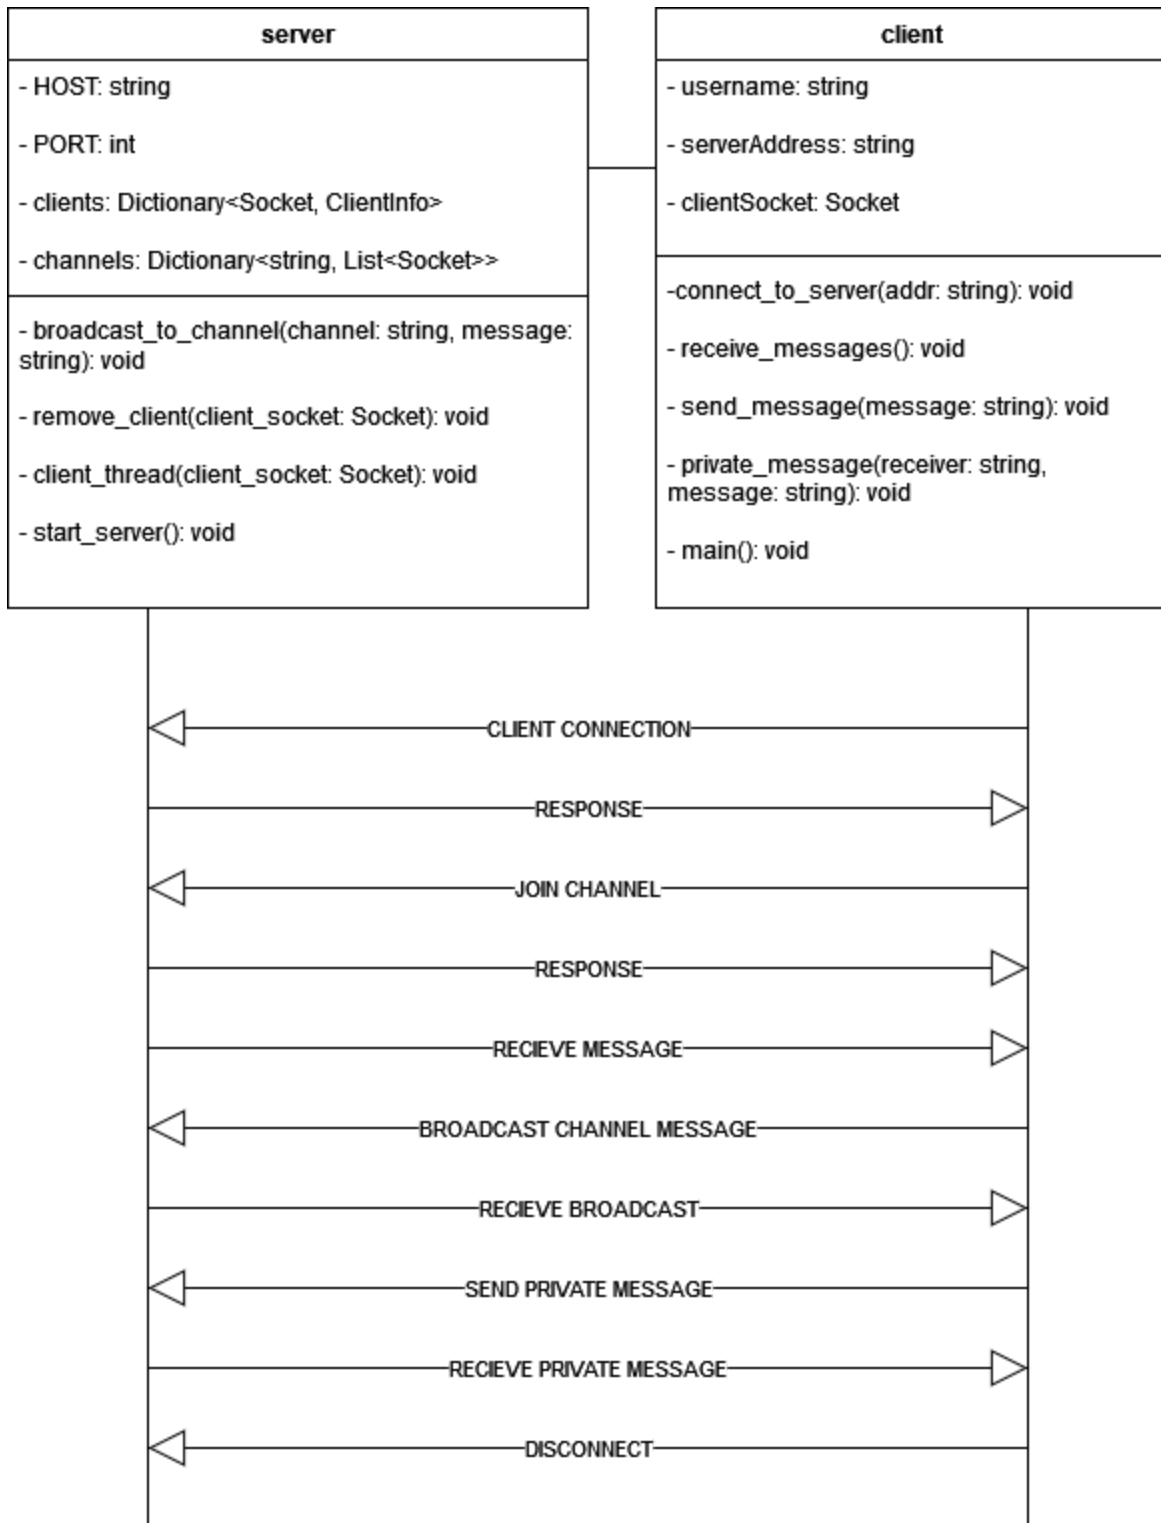 server
- HOST: string
- PORT: int
- clients: Dictionary<Socket, ClientInfo>
- channels: Dictionary<string, List<Socket>>
- broadcast_to_channel(channel: string, message:
string): void
- remove_client(client_socket: Socket): void
- client_thread(client_socket: Socket): void
- start_server(): void
client
- username: string
- serverAddress: string
- clientSocket: Socket
-connect_to_server(addr: string): void
- receive_messages(): void
- send_message(message: string): void
- private_message(receiver: string,
message: string): void
- main(): void
CLIENT CONNECTION
RESPONSE
JOIN CHANNEL
RESPONSE
RECIEVE MESSAGE
BROADCAST CHANNEL MESSAGE
RECIEVE BROADCAST
SEND PRIVATE MESSAGE
RECIEVE PRIVATE MESSAGE
DISCONNECT